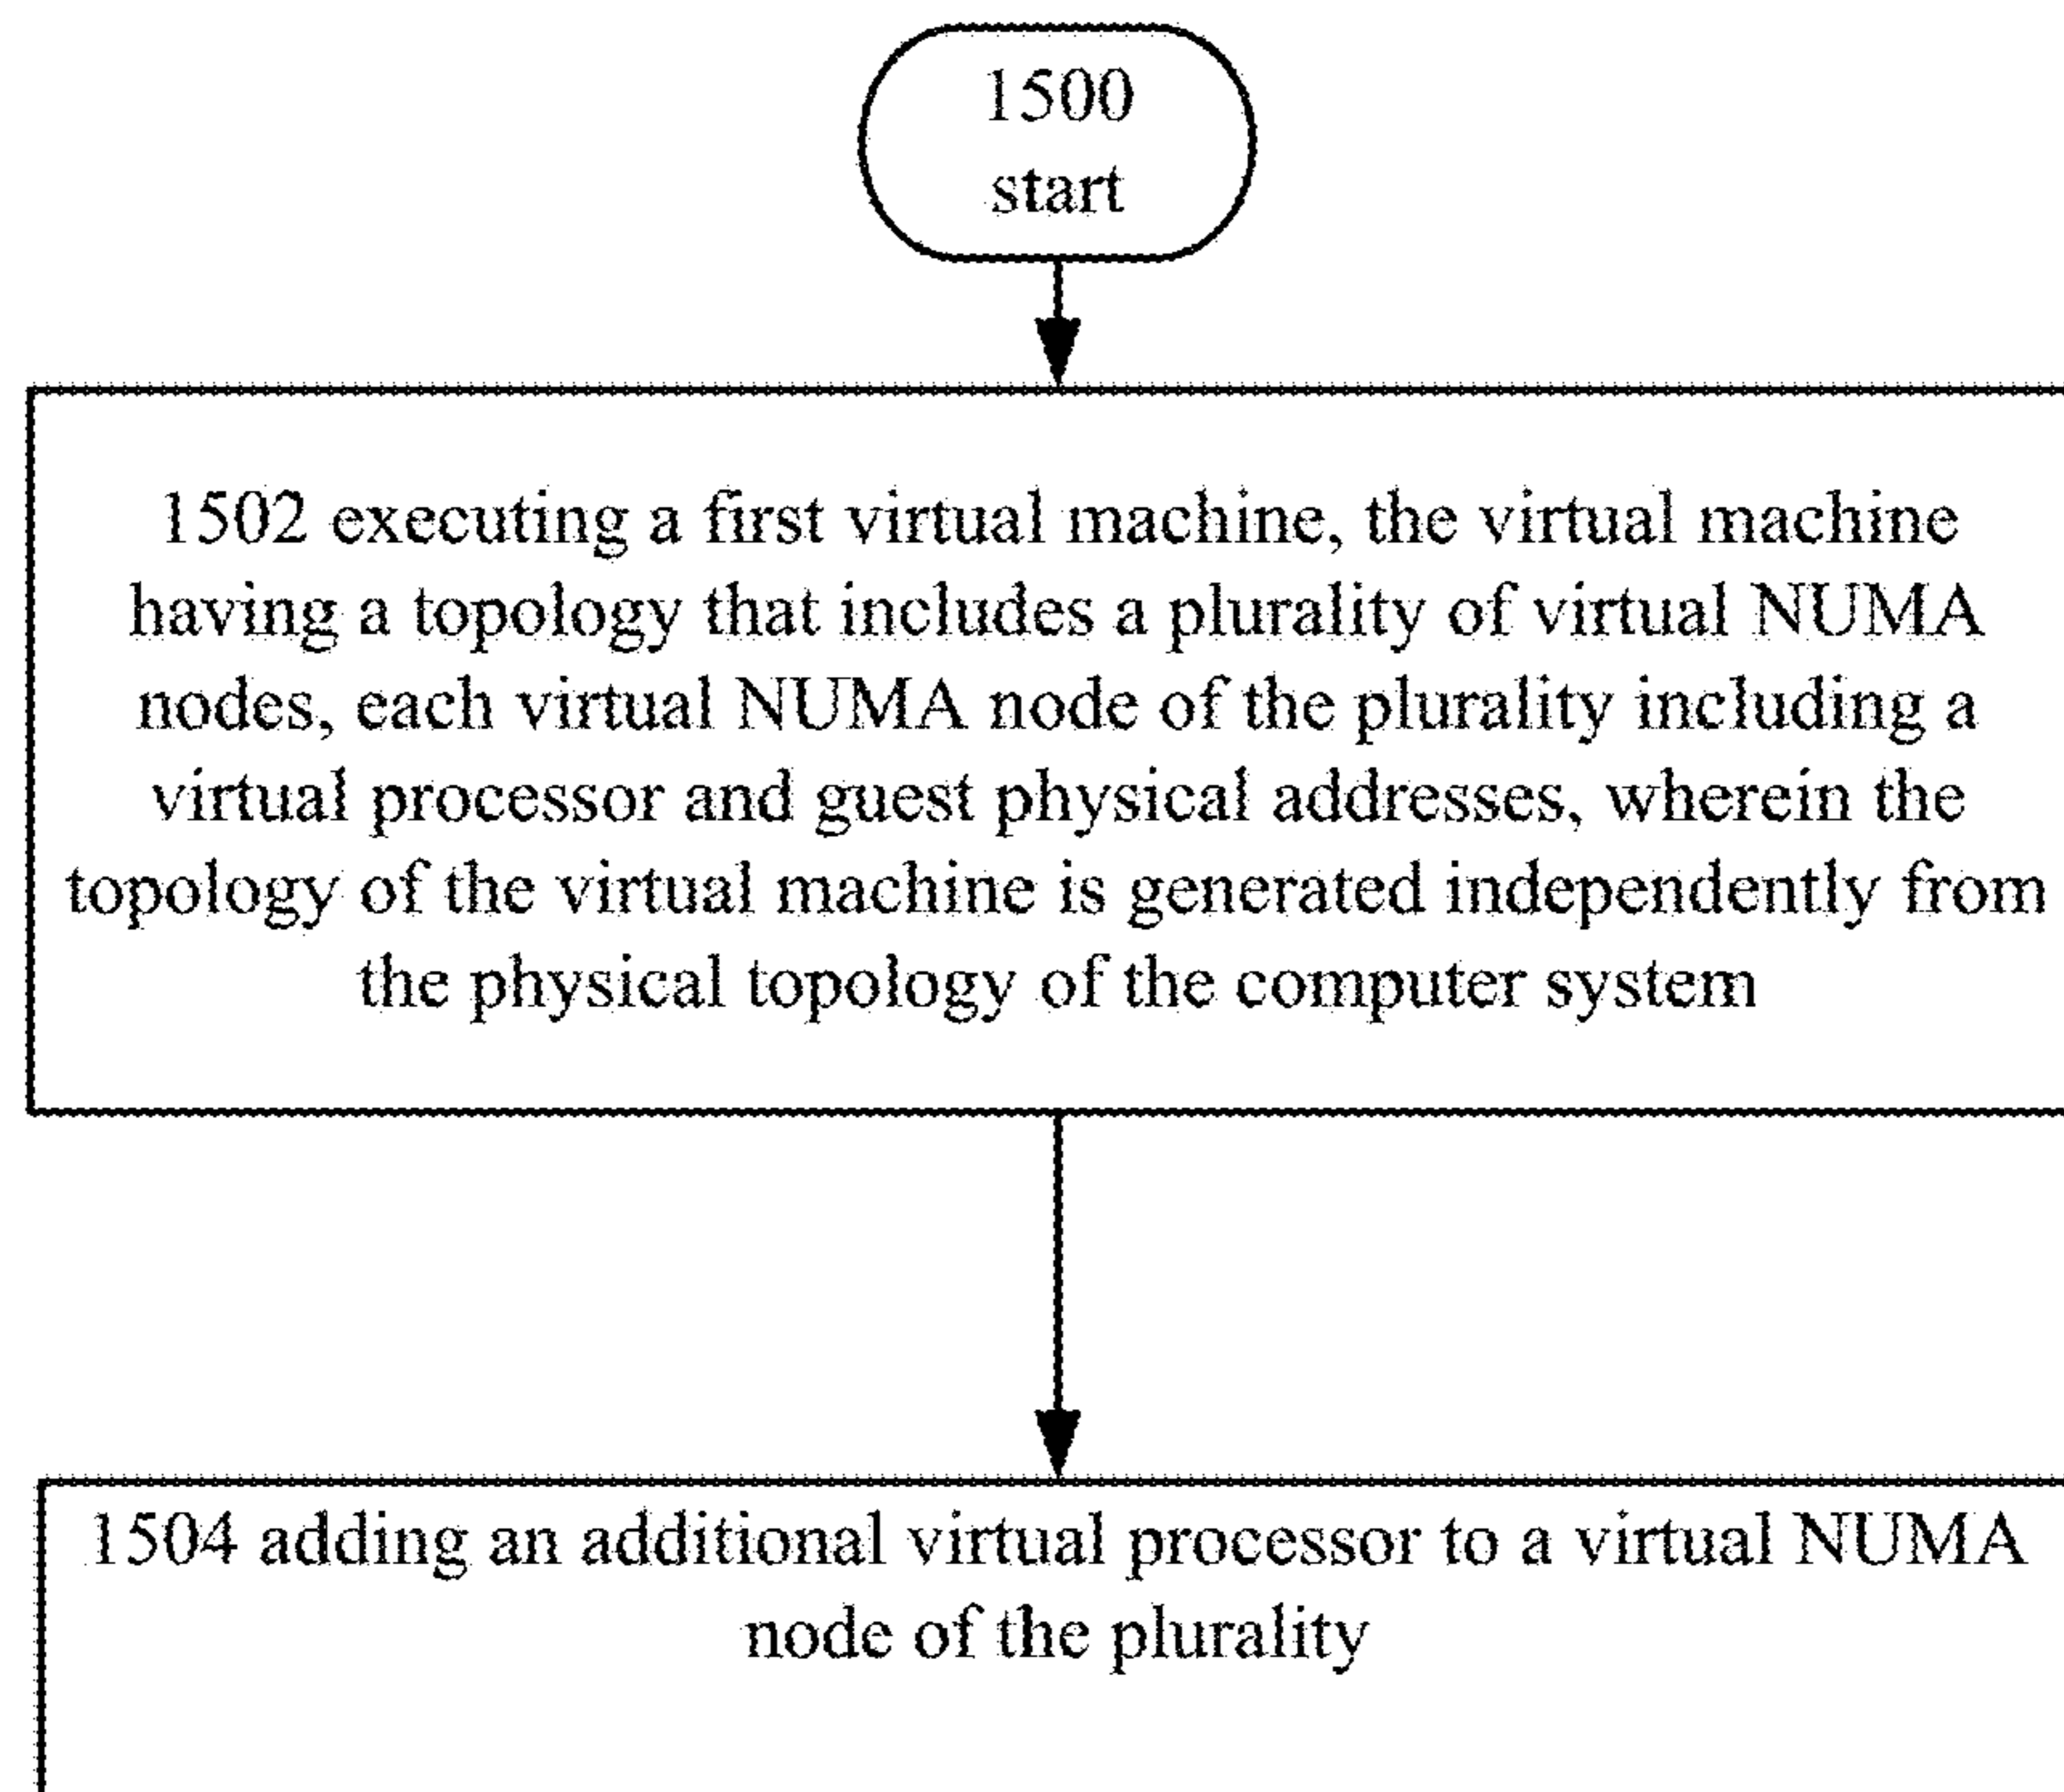 1500
start
1502 executing a first virtual machine, the virtual machine
having a topology that includes a plurality of virtual NUMA
nodes, each virtual NUMA node of the plurality including a
virtual processor and guest physical addresses, wherein the
topology of the virtual machine is generated independently from
the physical topology of the computer system
1504 adding an additional virtual processor to a virtual NUMA
node of the plurality